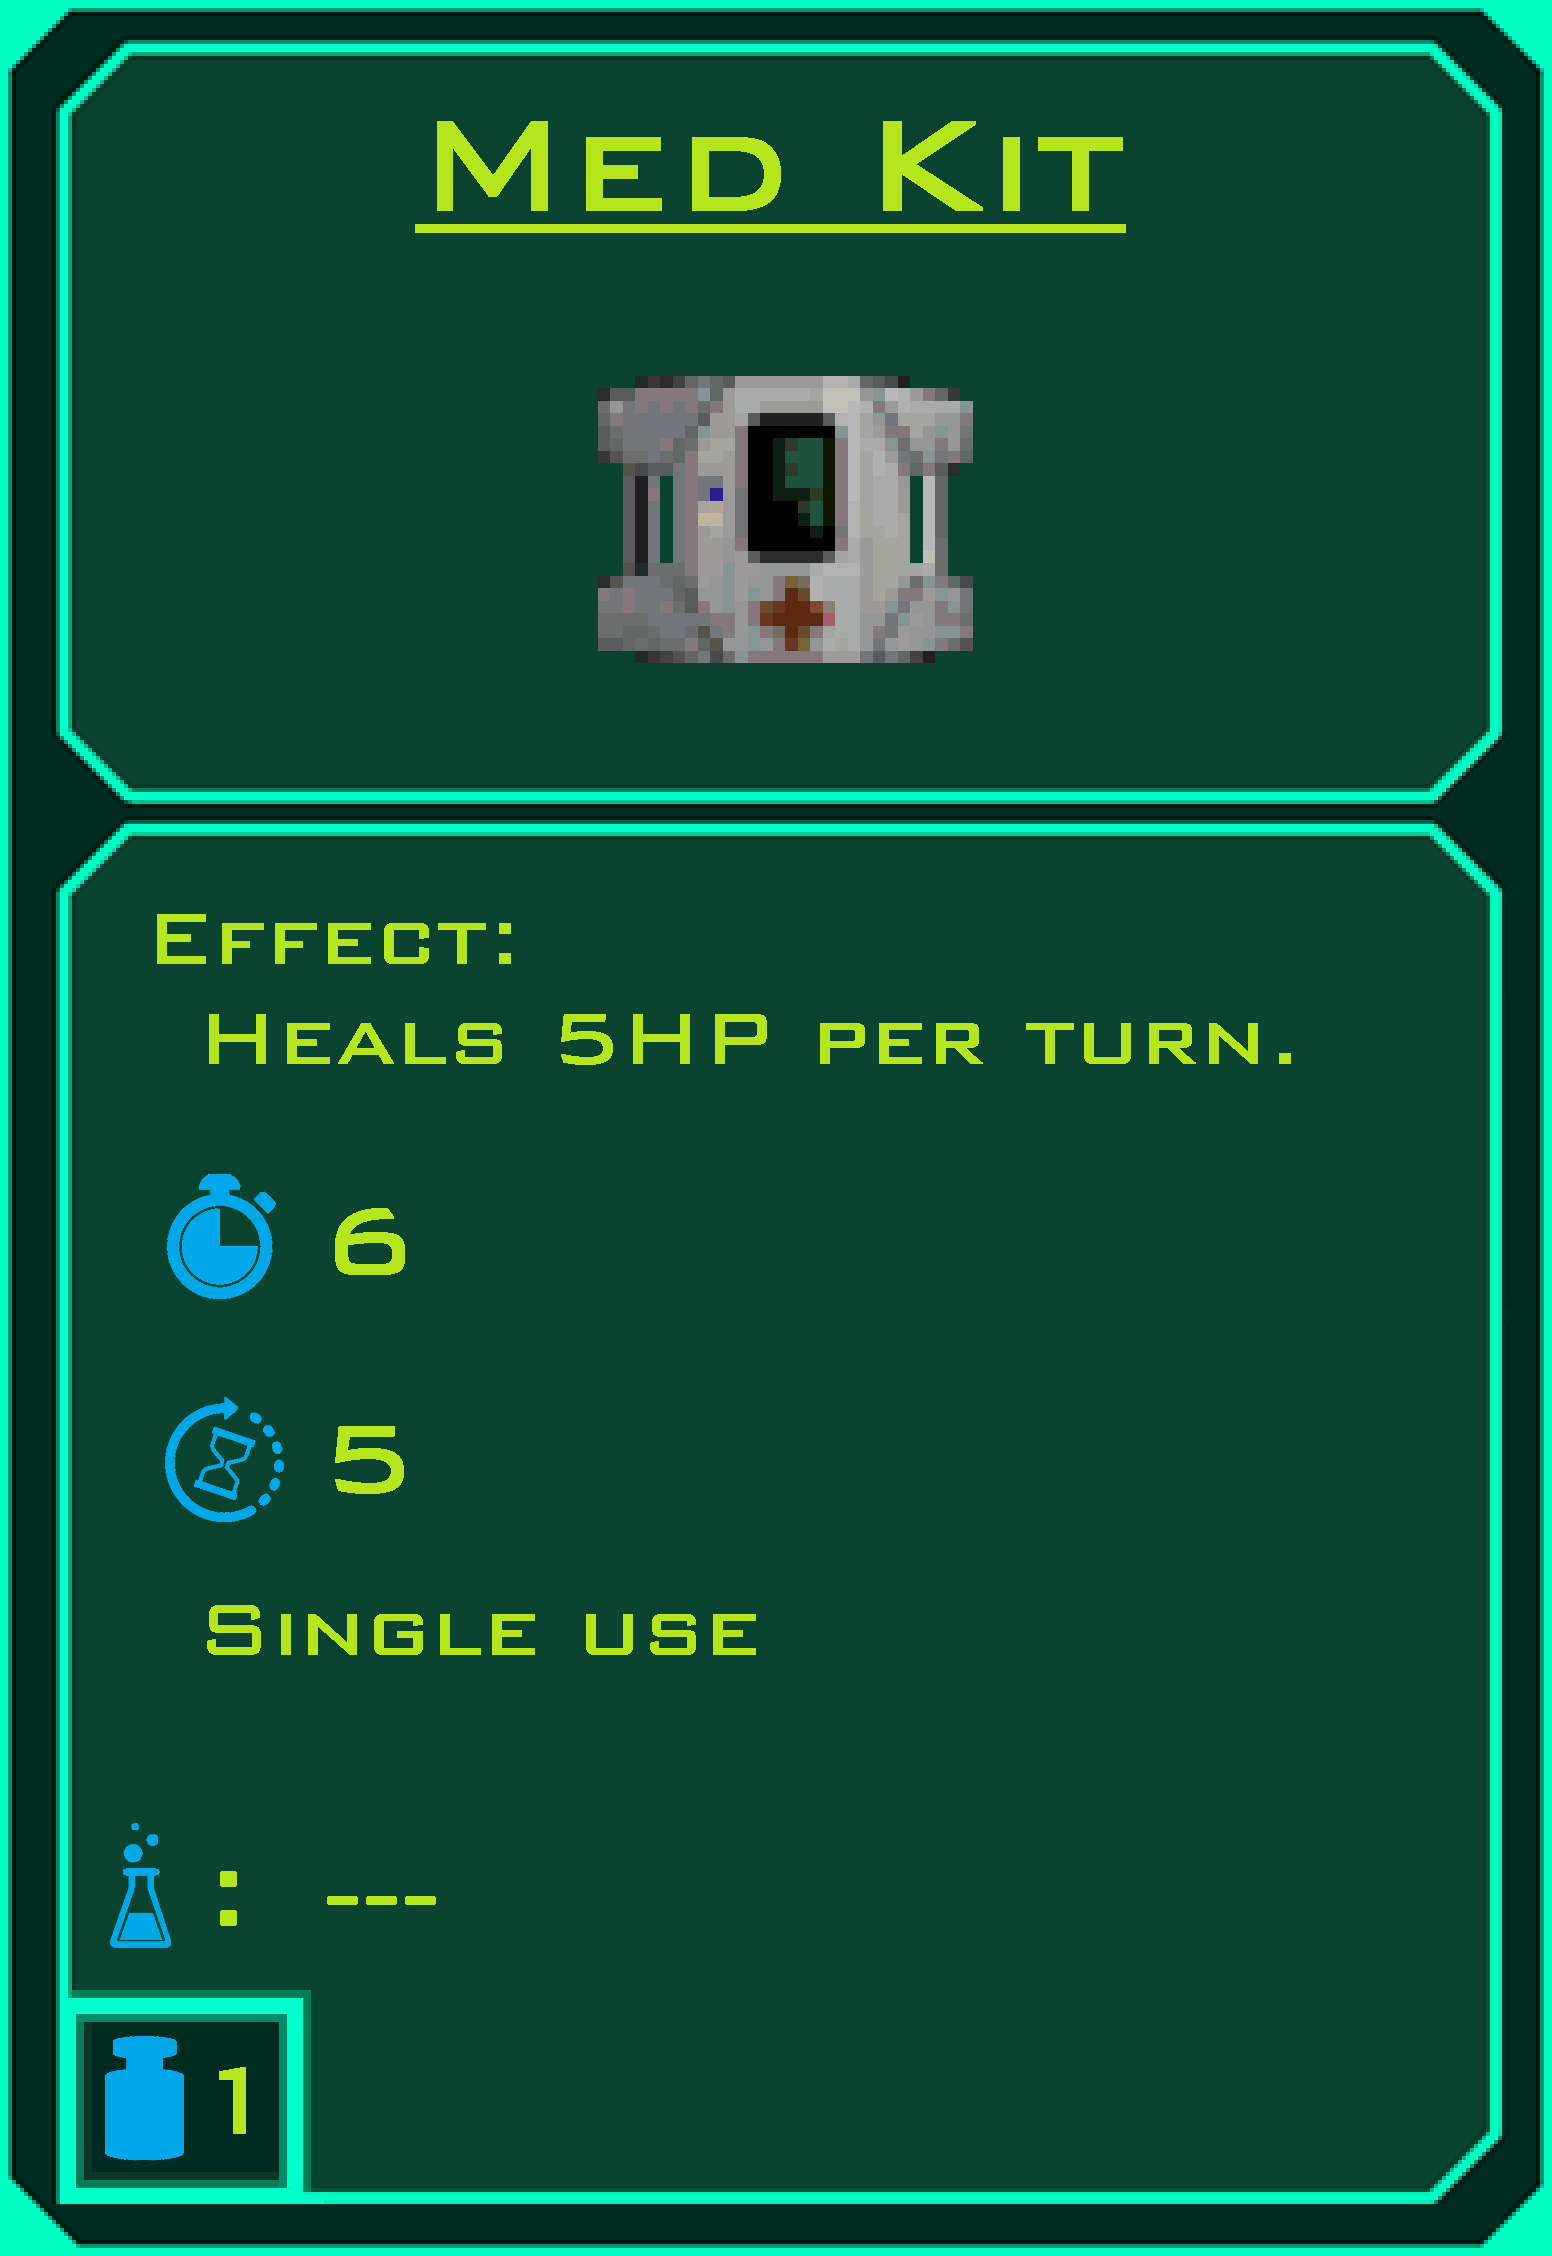 Med Kit
Effect:
Heals 5HP per turn.
6
5
Single use
: ---
1